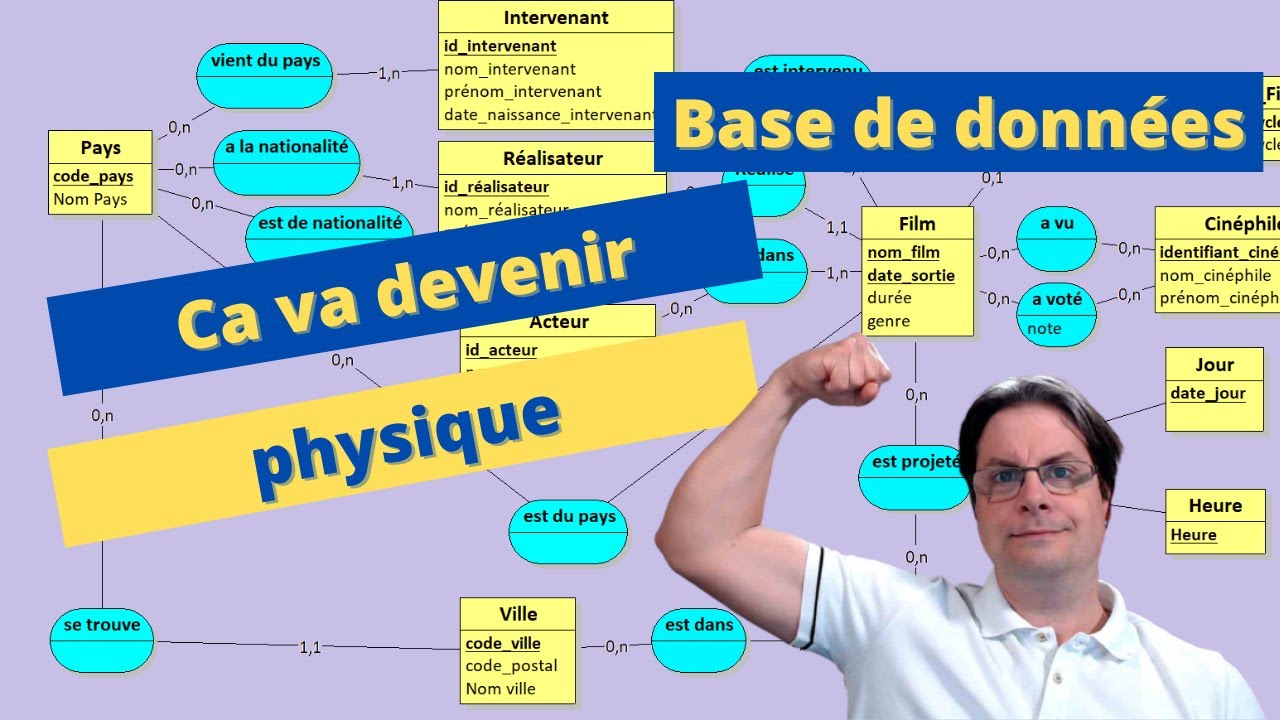 Intervenant
id_intervenant
nom_intervenant
prénom_intervenant
date_naissance_intervenant
vient du pays
1,n
0,n
Pays
code_pays
Nom Pays
a la nationalité
0,n
1,n
est de nationalité
0,n
Réalisateur
id_réalisateur
nom_réalisateur
est intervenu
Base de données
0,1
1,1
Film
nom_film
date_sortie
durée
genre
a vu
0,n
0,n
a voté
note
0,n
0,n
nom_cinéphile
dans
1,n
0,n
Ca va devenir
physique
Acteur
id_acteur
0,n
0,n
Jour
date_jour
0,n
est projeté
0,n
Heure
Heure
est du pays
se trouve
1,1
Ville
code_ville
code_postal
Nom ville
0,n
est dans